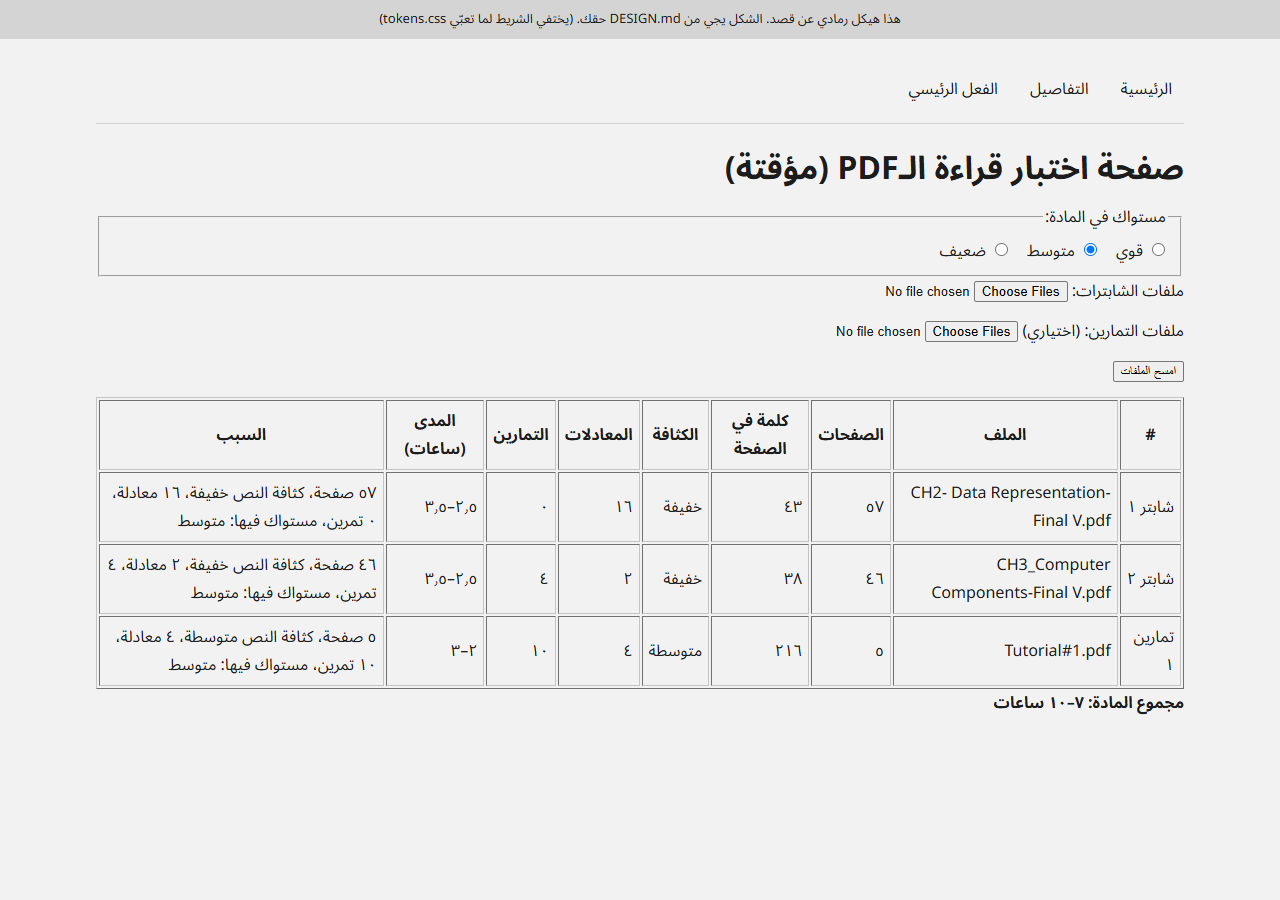 هذا هيكل رمادي عن قصد. الشكل يجي من DESIGN.md حقك. (يختفي الشريط لما تعبّي tokens.css)
الرئيسية التفاصيل الفعل الرئيسي
صفحة اختبار قراءة الـPDF (مؤقتة)
مستواك في المادة:
قوي متوسط ضعيف
ملفات الشابترات: Choose Files No file chosen
ملفات التمارين: (اختياري) Choose Files No file chosen
امسح الملفات
# الملف الصفحات كلمة في الصفحة الكثافة المعادلات التمارين المدى (ساعات) السبب
شابتر ١ CH2- Data Representation-Final V.pdf ٥٧ ٤٣ خفيفة ١٦ ٠ ٢٫٥–٣٫٥ ٥٧ صفحة، كثافة النص خفيفة، ١٦ معادلة، ٠ تمرين، مستواك فيها: متوسط
شابتر ٢ CH3_Computer Components-Final V.pdf ٤٦ ٣٨ خفيفة ٢ ٤ ٢٫٥–٣٫٥ ٤٦ صفحة، كثافة النص خفيفة، ٢ معادلة، ٤ تمرين، مستواك فيها: متوسط
تمارين ١ Tutorial#1.pdf ٥ ٢١٦ متوسطة ٤ ١٠ ٢–٣ ٥ صفحة، كثافة النص متوسطة، ٤ معادلة، ١٠ تمرين، مستواك فيها: متوسط
مجموع المادة: ٧–١٠ ساعات